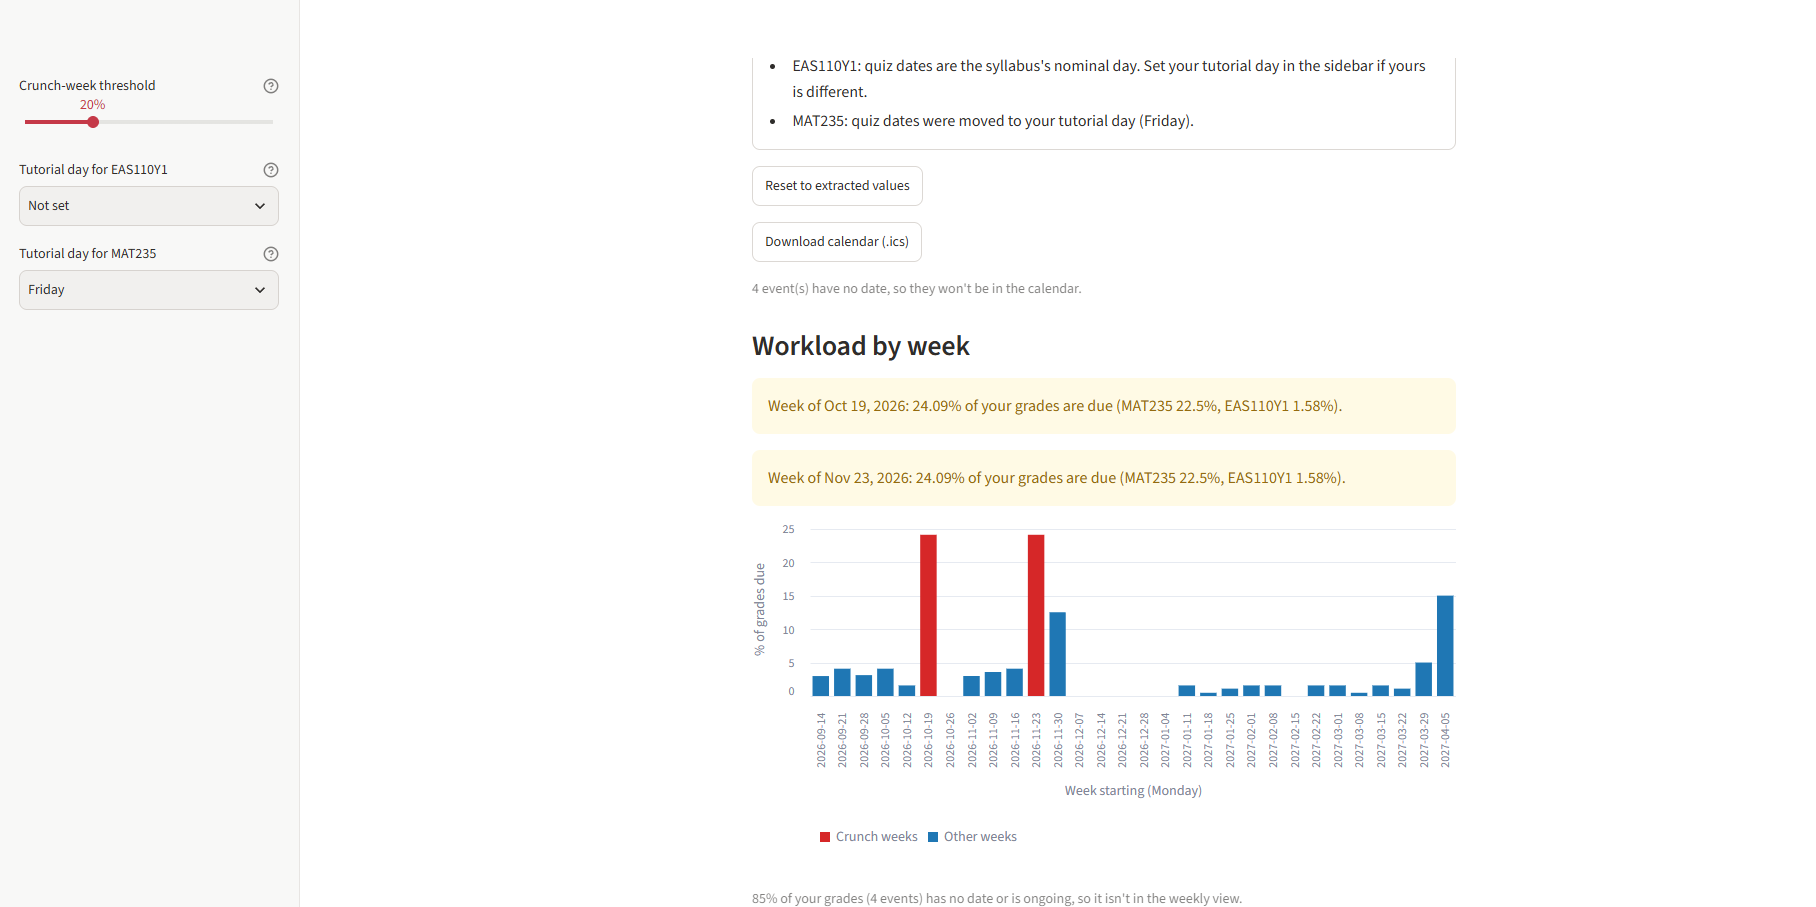 Crunch-week threshold
20%
Tutorial day for EAS110Y1
Not set
Tutorial day for MAT235
Friday
EAS110Y1: quiz dates are the syllabus's nominal day. Set your tutorial day in the sidebar if yours
is different.
MAT235: quiz dates were moved to your tutorial day (Friday).
Reset to extracted values
Download calendar (.ics)
4 event(s) have no date, so they won't be in the calendar.
Workload by week
Week of Oct 19, 2026: 24.09% of your grades are due (MAT235 22.5%, EAS110Y1 1.58%).
Week of Nov 23, 2026: 24.09% of your grades are due (MAT235 22.5%, EAS110Y1 1.58%).
% of grades due
25
20
15
10
5
0
2026-09-14
2026-09-21
2026-09-28
2026-10-05
2026-10-12
2026-10-19
2026-10-26
2026-11-02
2026-11-09
2026-11-16
2026-11-23
2026-11-30
2026-12-07
2026-12-14
2026-12-21
2026-12-28
2027-01-04
2027-01-11
2027-01-18
2027-01-25
2027-02-01
2027-02-08
2027-02-15
2027-02-22
2027-03-01
2027-03-08
2027-03-15
2027-03-22
2027-03-29
2027-04-05
Week starting (Monday)
Crunch weeks
Other weeks
85% of your grades (4 events) has no date or is ongoing, so it isn't in the weekly view.